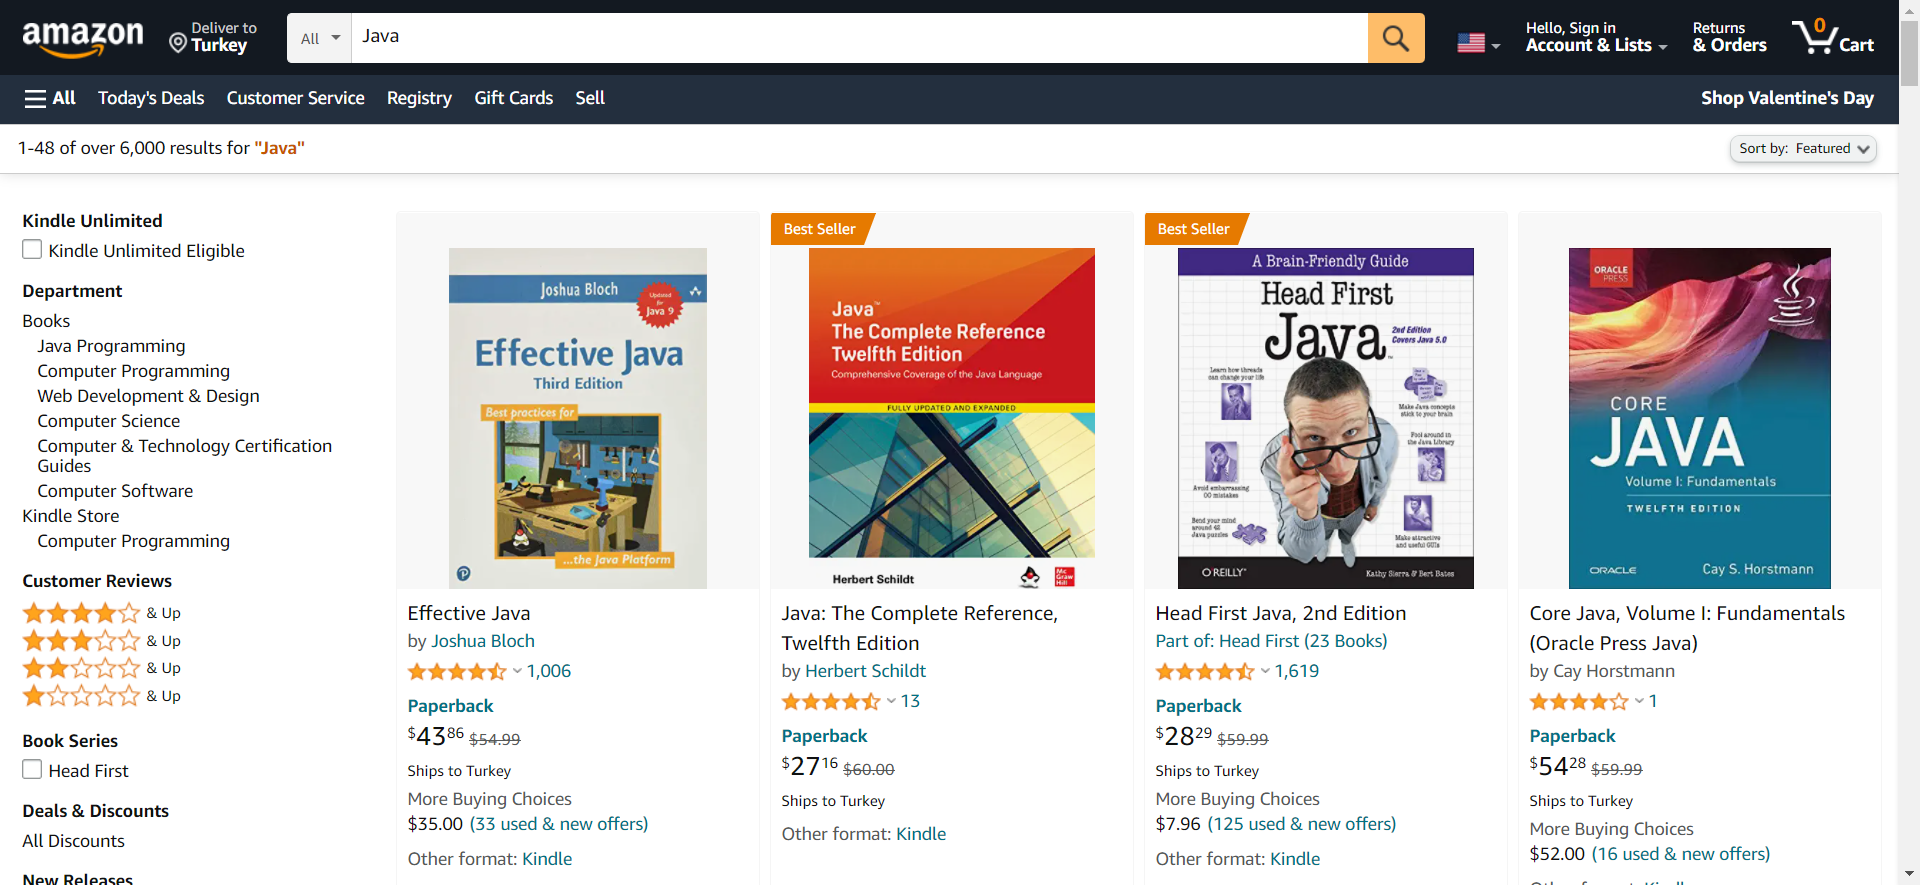 amazon
Deliver to
Turkey
All
Java
Hello, Sign in
Account & Lists
Returns
& Orders
0
Cart
All
Today's Deals
Customer Service
Registry
Gift Cards
Sell
Shop Valentine's Day
1-48 of over 6,000 results for "Java"
Sort by: Featured
Kindle Unlimited
Kindle Unlimited Eligible
Department
Books
Java Programming
Computer Programming
Web Development & Design
Computer Science
Computer & Technology Certification
Guides
Computer Software
Kindle Store
Computer Programming
Customer Reviews
& Up
& Up
& Up
& Up
Book Series
Head First
Deals & Discounts
All Discounts
New Releases
Joshua Bloch
Updated
for
Java 9
Effective Java
Third Edition
Best practices for
...the Java Platform
Effective Java
by Joshua Bloch
1,006
Paperback
$43.86 $54.99
Ships to Turkey
More Buying Choices
$35.00 (33 used & new offers)
Other format: Kindle
Best Seller
Java™
The Complete Reference
Twelfth Edition
Comprehensive Coverage of the Java Language
FULLY UPDATED AND EXPANDED
Herbert Schildt
Mc
Graw
Hill
Java: The Complete Reference,
Twelfth Edition
by Herbert Schildt
13
Paperback
$27.16 $60.00
Ships to Turkey
Other format: Kindle
Best Seller
A Brain-Friendly Guide
Head First
Java™
2nd Edition
Covers Java 5.0
Learn how threads
can change your life
Make Java concepts
stick to your brain
Fool around in
the Java Library
Avoid embarrassing
OO mistakes
Bend your mind
around 42
Java puzzles
Make attractive
and useful GUIs
O'REILLY®
Kathy Sierra & Bert Bates
Head First Java, 2nd Edition
Part of: Head First (23 Books)
1,619
Paperback
$28.29 $59.99
Ships to Turkey
More Buying Choices
$7.96 (125 used & new offers)
Other format: Kindle
ORACLE
PRESS
CORE
JAVA
Volume I: Fundamentals
TWELFTH EDITION
ORACLE
Cay S. Horstmann
Core Java, Volume I: Fundamentals
(Oracle Press Java)
by Cay Horstmann
1
Paperback
$54.28 $59.99
Ships to Turkey
More Buying Choices
$52.00 (16 used & new offers)